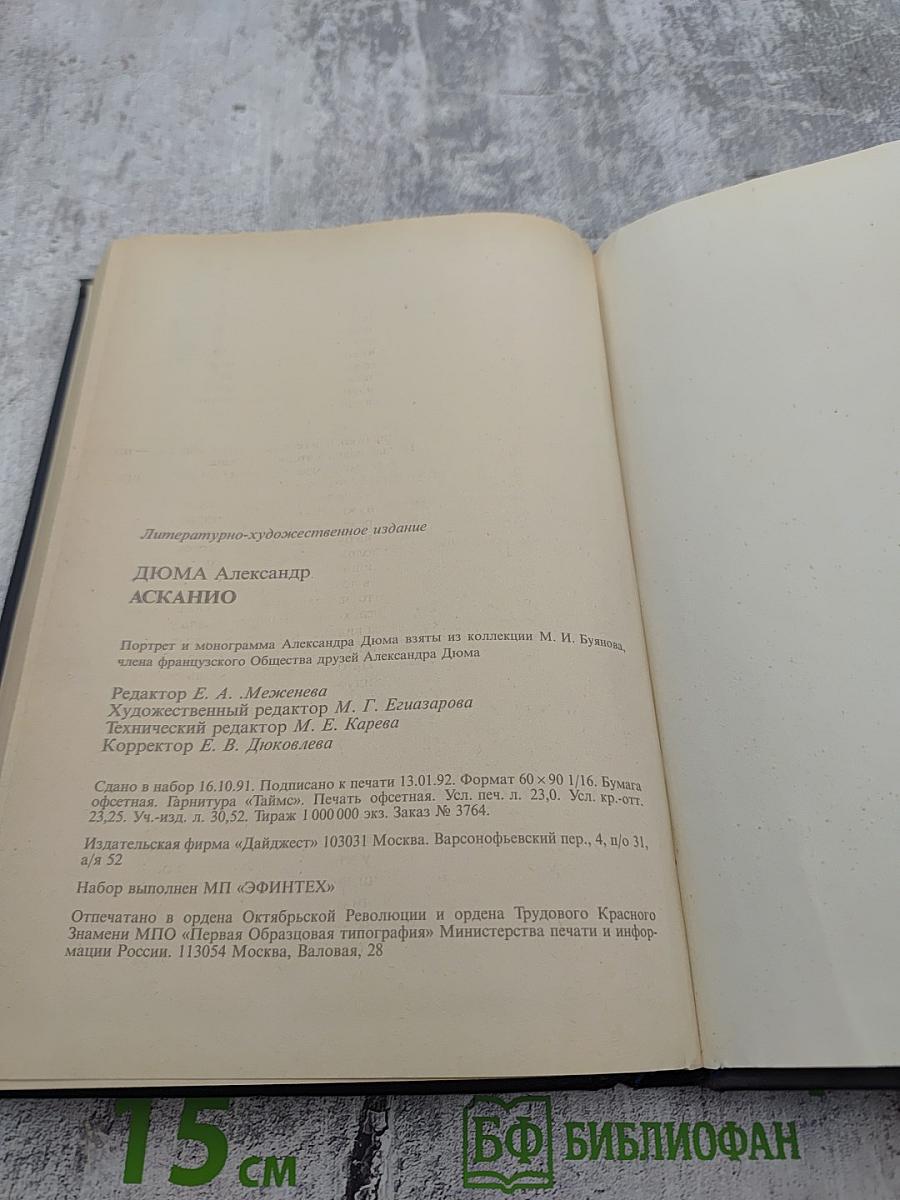 Литературно-художественное издание
ДЮМА Александр
АСКАНИО
Портрет и монограмма Александра Дюма взяты из коллекции М. И. Буянова,
члена французского Общества друзей Александра Дюма
Редактор Е. А. .Меженева
Художественный редактор М. Г. Егиазарова
Технический редактор М. Е. Карева
Корректор Е. В. Дюковлева
Сдано в набор 16.10.91. Подписано к печати 13.01.92. Формат 60 × 90 1/16. Бумага
офсетная. Гарнитура «Таймс». Печать офсетная. Усл. печ. л. 23,0. Усл. кр.-отт.
23,25. Уч.-изд. л. 30,52. Тираж 1 000 000 экз. Заказ № 3764.
Издательская фирма «Дайджест» 103031 Москва. Варсонофьевский пер., 4, п/о 31,
а/я 52
Набор выполнен МП «ЭФИНТЕХ»
Отпечатано в ордена Октябрьской Революции и ордена Трудового Красного
Знамени МПО «Первая Образцовая типография» Министерства печати и инфор-
мации России. 113054 Москва, Валовая, 28
15 см
БФ БИБЛИОФАН